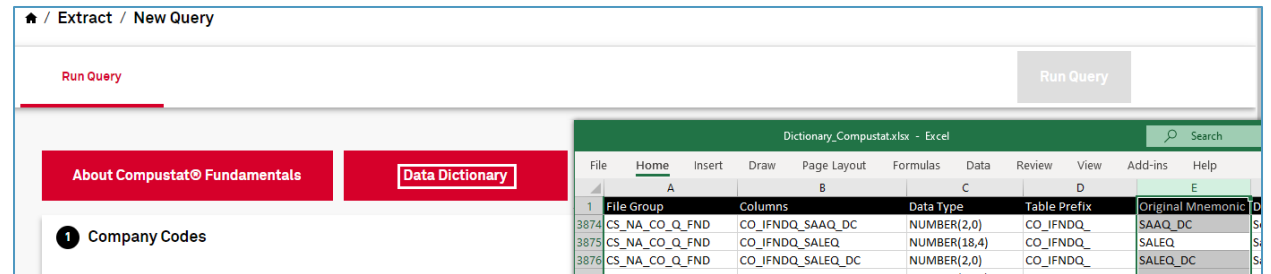 / Extract / New Query
Run Query
Run Query
Dictionary_Compustat.xlsx - Excel
Search
File Home Insert Draw Page Layout Formulas Data Review View Add-ins Help
About Compustat® Fundamentals
Data Dictionary
A B C D E
1 File Group Columns Data Type Table Prefix Original Mnemonic D
3874 CS_NA_CO_Q_FND CO_IFNDQ_SAAQ_DC NUMBER(2,0) CO_IFNDQ_ SAAQ_DC
3875 CS_NA_CO_Q_FND CO_IFNDQ_SALEQ NUMBER(18,4) CO_IFNDQ_ SALEQ
3876 CS_NA_CO_Q_FND CO_IFNDQ_SALEQ_DC NUMBER(2,0) CO_IFNDQ_ SALEQ_DC
1 Company Codes